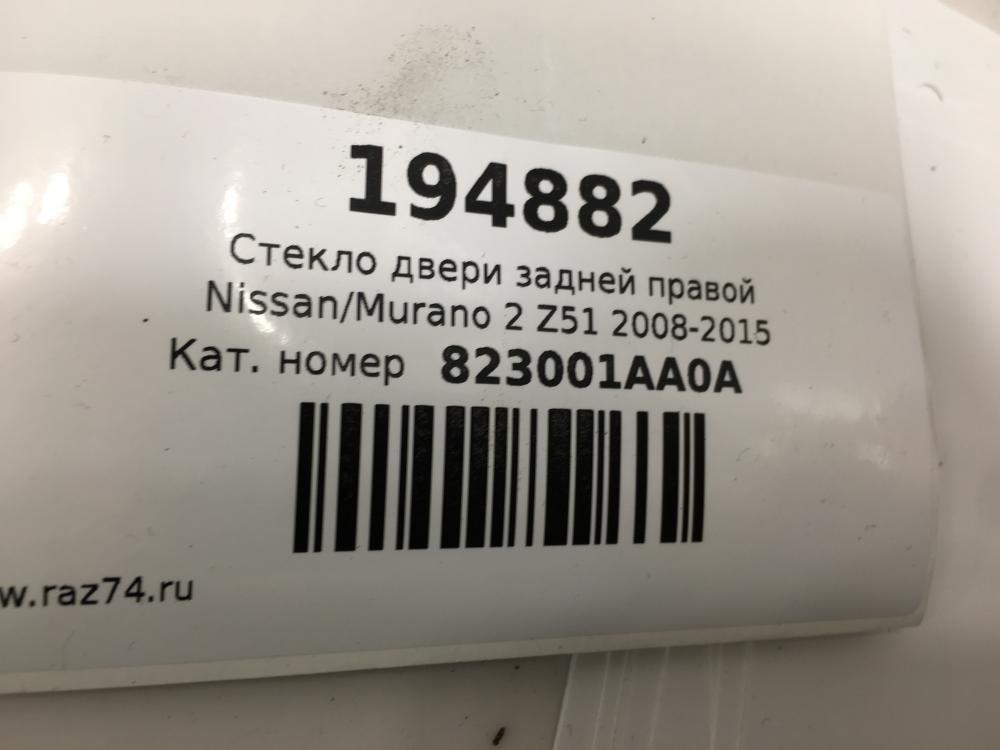 194882
Стекло двери задней правой
Nissan/Murano 2 Z51 2008-2015
Кат. номер 823001AA0A
w.raz74.ru